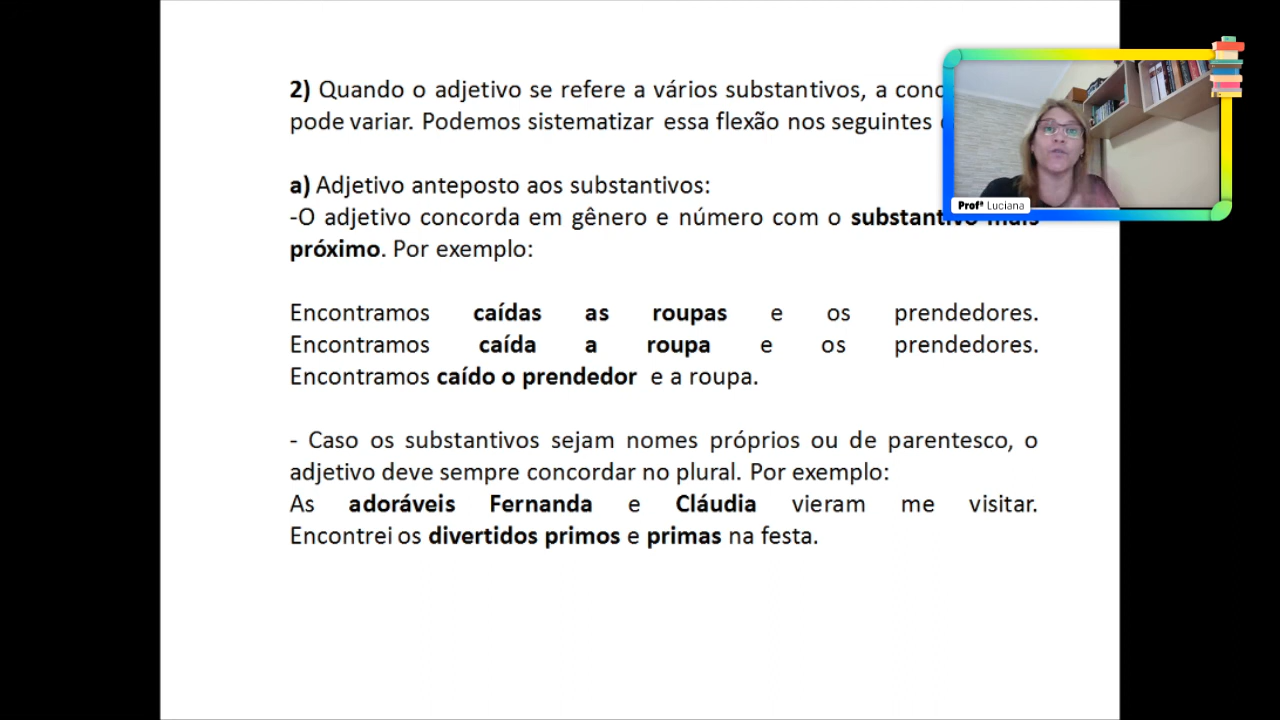 2) Quando o adjetivo se refere a vários substantivos, a
pode variar. Podemos sistematizar essa flexão nos seguintes
a) Adjetivo anteposto aos substantivos:
-O adjetivo concorda em gênero e número com o substantivo mais
próximo. Por exemplo:
Encontramos caídas as roupas e os prendedores.
Encontramos caída a roupa e os prendedores.
Encontramos caído o prendedor e a roupa.
- Caso os substantivos sejam nomes próprios ou de parentesco, o
adjetivo deve sempre concordar no plural. Por exemplo:
As adoráveis Fernanda e Cláudia vieram me visitar.
Encontrei os divertidos primos e primas na festa.
Profª Luciana